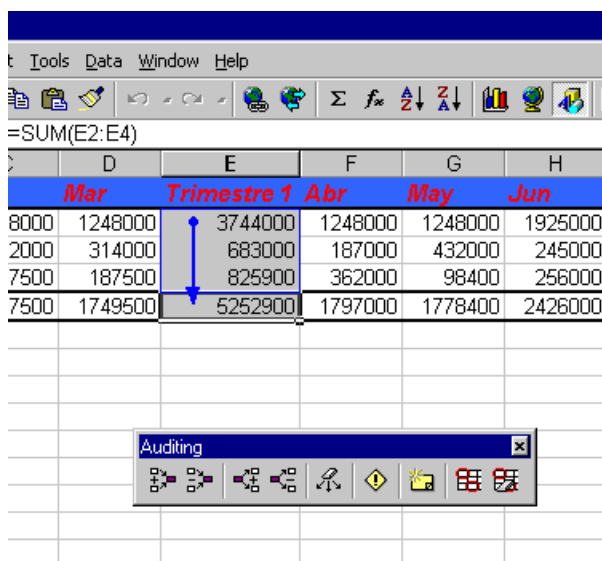 t Tools Data Window Help
Σ fx A Z Z A
=SUM(E2:E4)
D E F G H
Mar Trimestre 1 Abr May Jun
8000 1248000 3744000 1248000 1248000 1925000
2000 314000 683000 187000 432000 245000
7500 187500 825900 362000 98400 256000
7500 1749500 5252900 1797000 1778400 2426000
Auditing